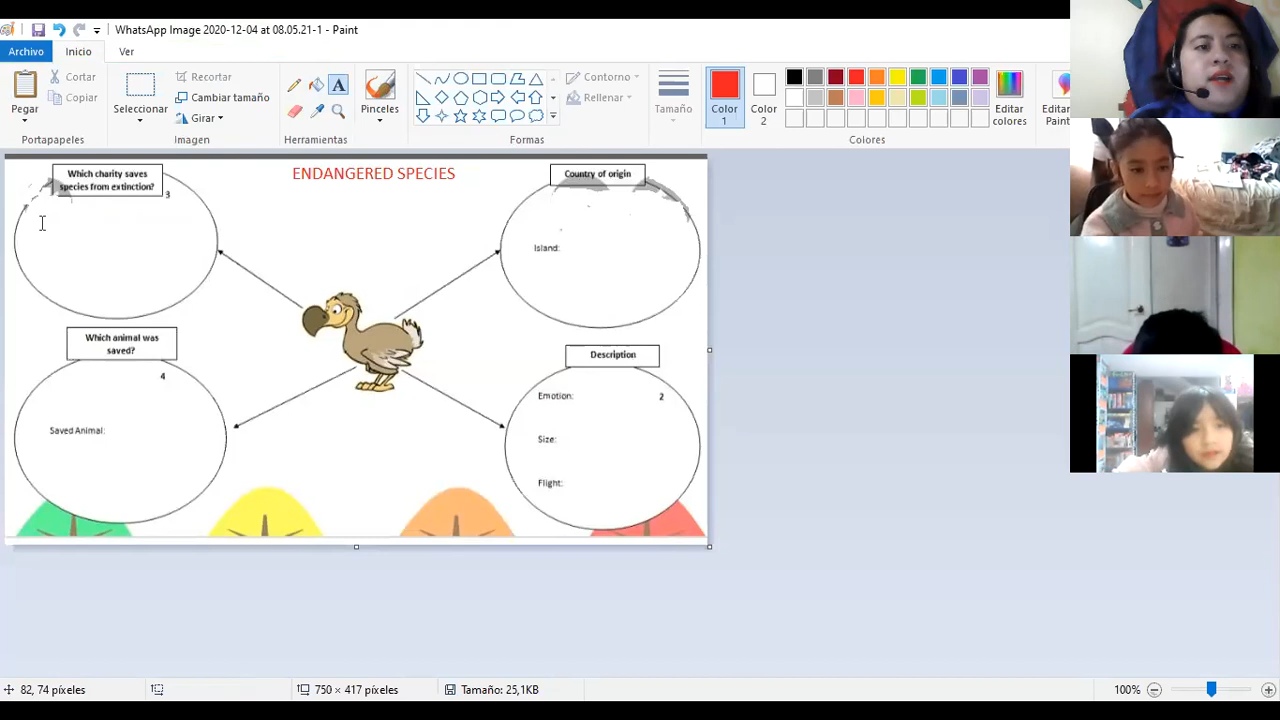 WhatsApp Image 2020-12-04 at 08.05.21-1 - Paint
Archivo
Inicio
Ver
Pegar
Cortar
Copiar
Portapapeles
Seleccionar
Recortar
Cambiar tamaño
Girar
Imagen
Herramientas
Pinceles
Contorno
Rellenar
Formas
Tamaño
Color
1
Color
2
Editar
colores
Colores
Editar
Paint
Which charity saves
species from extinction?
3
ENDANGERED SPECIES
Country of origin
Island:
Which animal was
saved?
4
Saved Animal:
Description
Emotion:
2
Size:
Flight:
82, 74 píxeles
750 × 417 píxeles
Tamaño: 25,1KB
100%